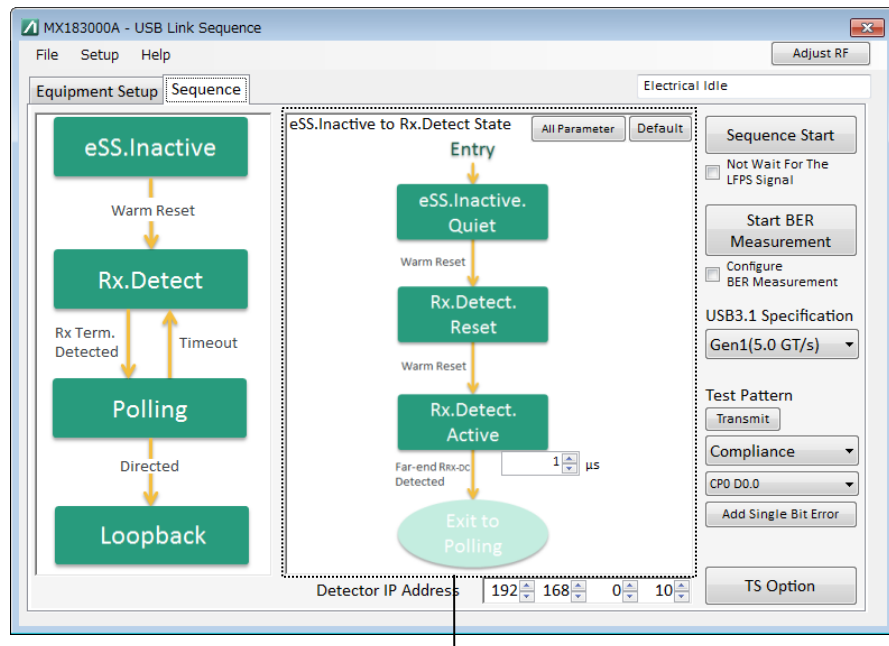 MX183000A - USB Link Sequence
File Setup Help
Adjust RF
Equipment Setup Sequence
Electrical Idle
eSS.Inactive
Warm Reset
Rx.Detect
Rx Term.
Detected
Timeout
Polling
Directed
Loopback
eSS.Inactive to Rx.Detect State
All Parameter
Default
Entry
eSS.Inactive.
Quiet
Warm Reset
Rx.Detect.
Reset
Warm Reset
Rx.Detect.
Active
Far-end RRX-DC
Detected
1 µs
Exit to
Polling
Detector IP Address 192 168 0 10
Sequence Start
Not Wait For The
LFPS Signal
Start BER
Measurement
Configure
BER Measurement
USB3.1 Specification
Gen1(5.0 GT/s)
Test Pattern
Transmit
Compliance
CP0 D0.0
Add Single Bit Error
TS Option